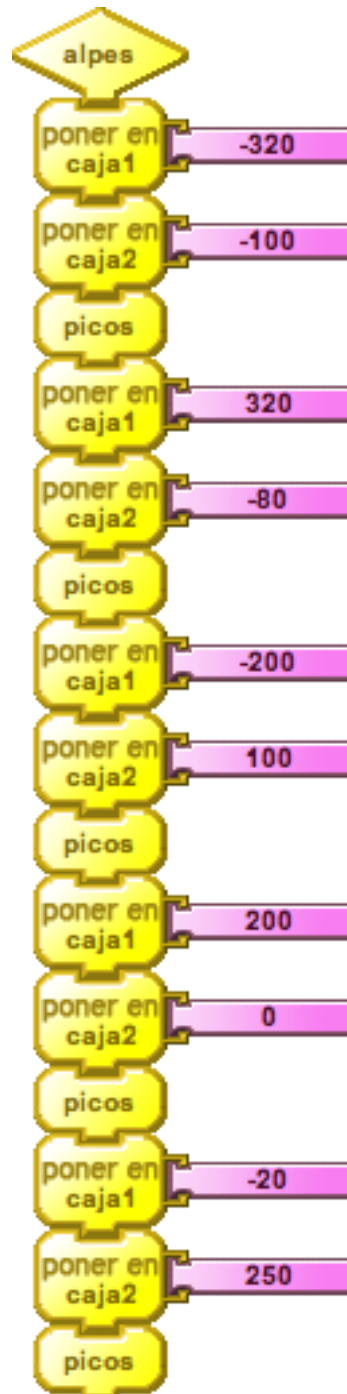 alpes
poner en
caja1
-320
poner en
caja2
-100
picos
poner en
caja1
320
poner en
caja2
-80
picos
poner en
caja1
-200
poner en
caja2
100
picos
poner en
caja1
200
poner en
caja2
0
picos
poner en
caja1
-20
poner en
caja2
250
picos